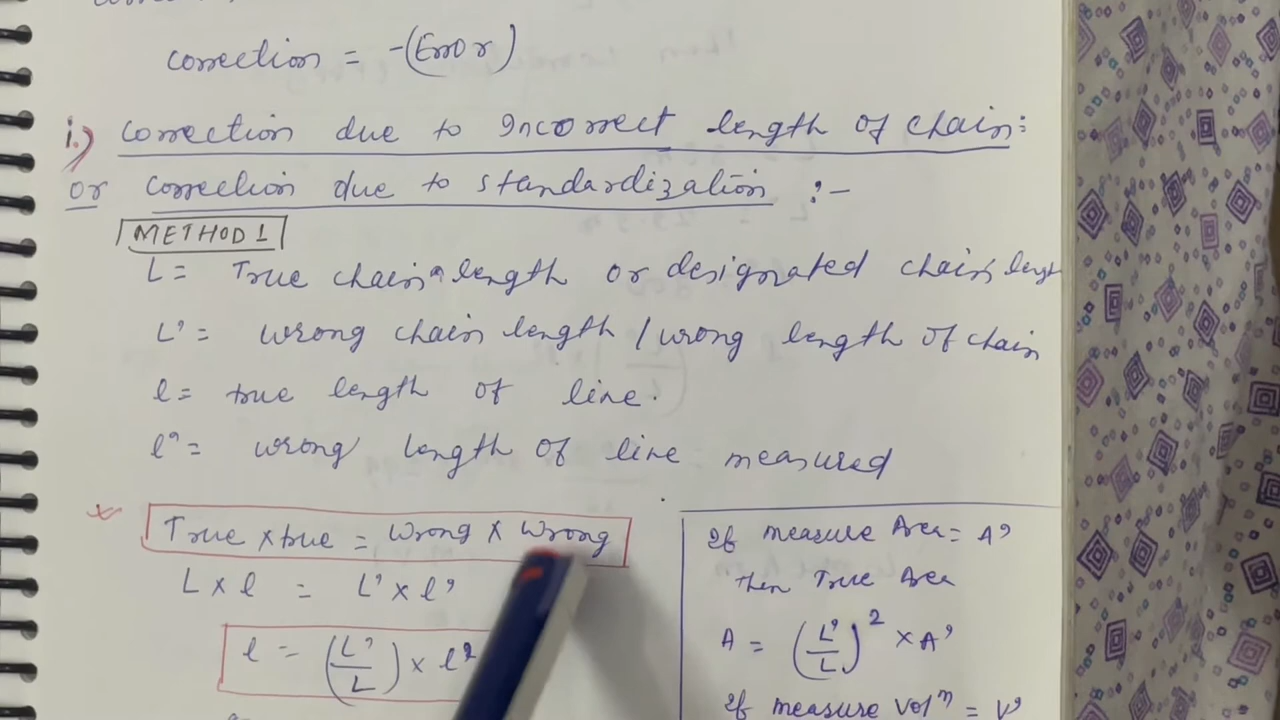 correction = -(Error)
i.) correction due to Incorrect length of chain:
or correction due to standardization :-
METHOD 1
L = True chain length or designated chain length
L' = wrong chain length / wrong length of chain
l = true length of line.
l' = wrong length of line measured
True x true = wrong x wrong
L x l = L' x l'
l = (L'/L) x l'
If measure Area = A'
Then True Area
A = (L'/L)² x A'
If measure Volⁿ = V'